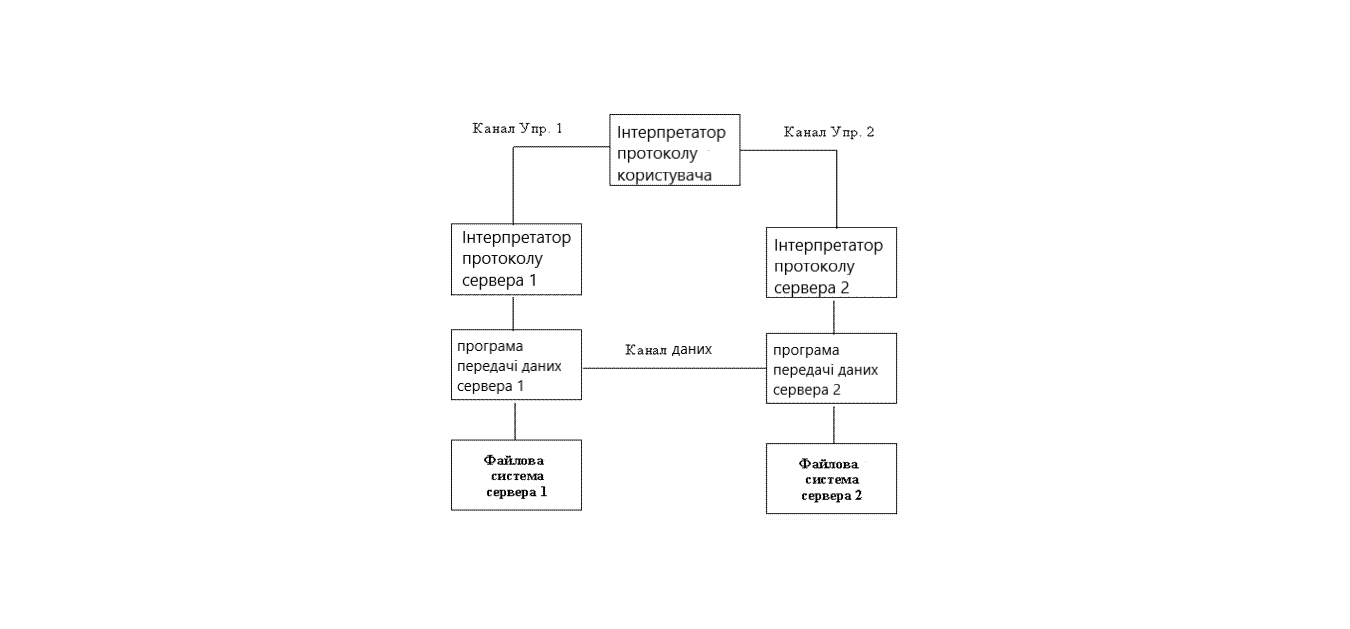 Канал Упр. 1
Інтерпретатор
протоколу
користувача
Канал Упр. 2
Інтерпретатор
протоколу
сервера 1
Інтерпретатор
протоколу
сервера 2
програма
передачі даних
сервера 1
Канал даних
програма
передачі даних
сервера 2
Файлова
система
сервера 1
Файлова
система
сервера 2